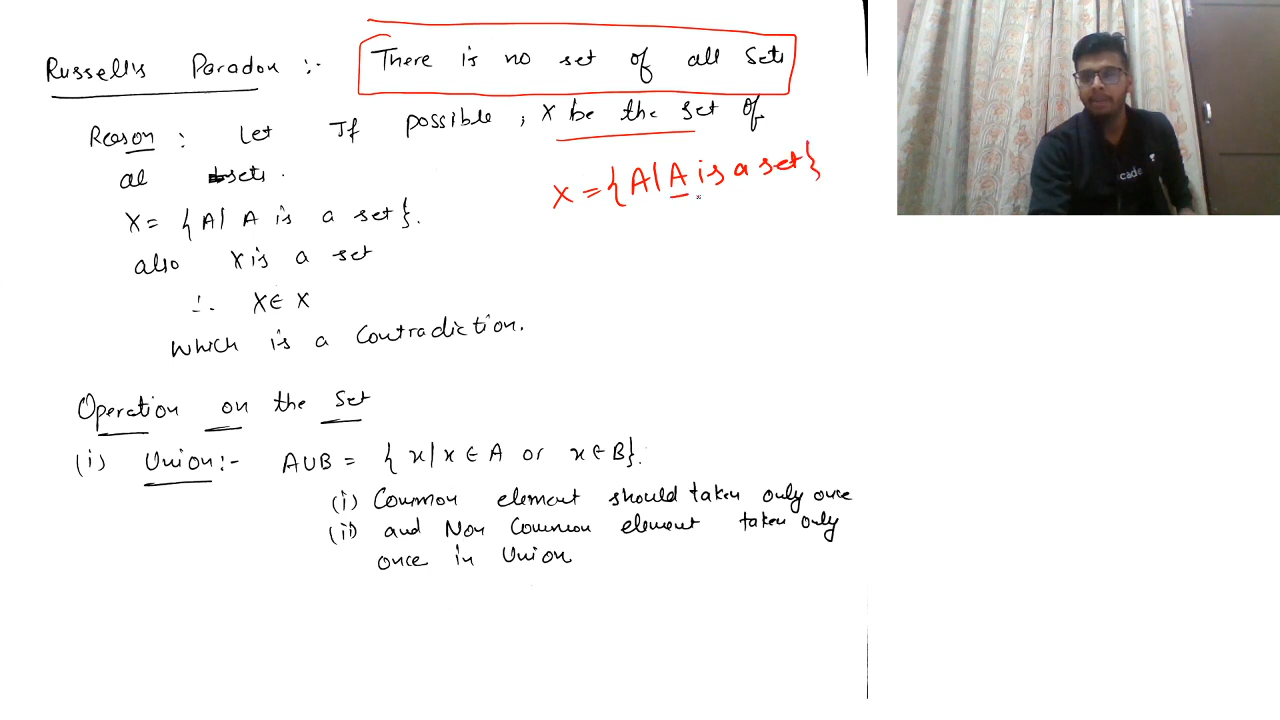 Russell's Paradox :- There is no set of all sets
Reason : Let If possible, X be the set of
al sets.
X = {A| A is a set}
X = {A| A is a set}.
also X is a set
∴ X ∈ X
which is a contradiction.
Operation on the Set
(i) Union:- A∪B = {x|x ∈ A or x ∈ B}.
(i) Common element should taken only once
(ii) and Non Common element taken only
once in Union
cade